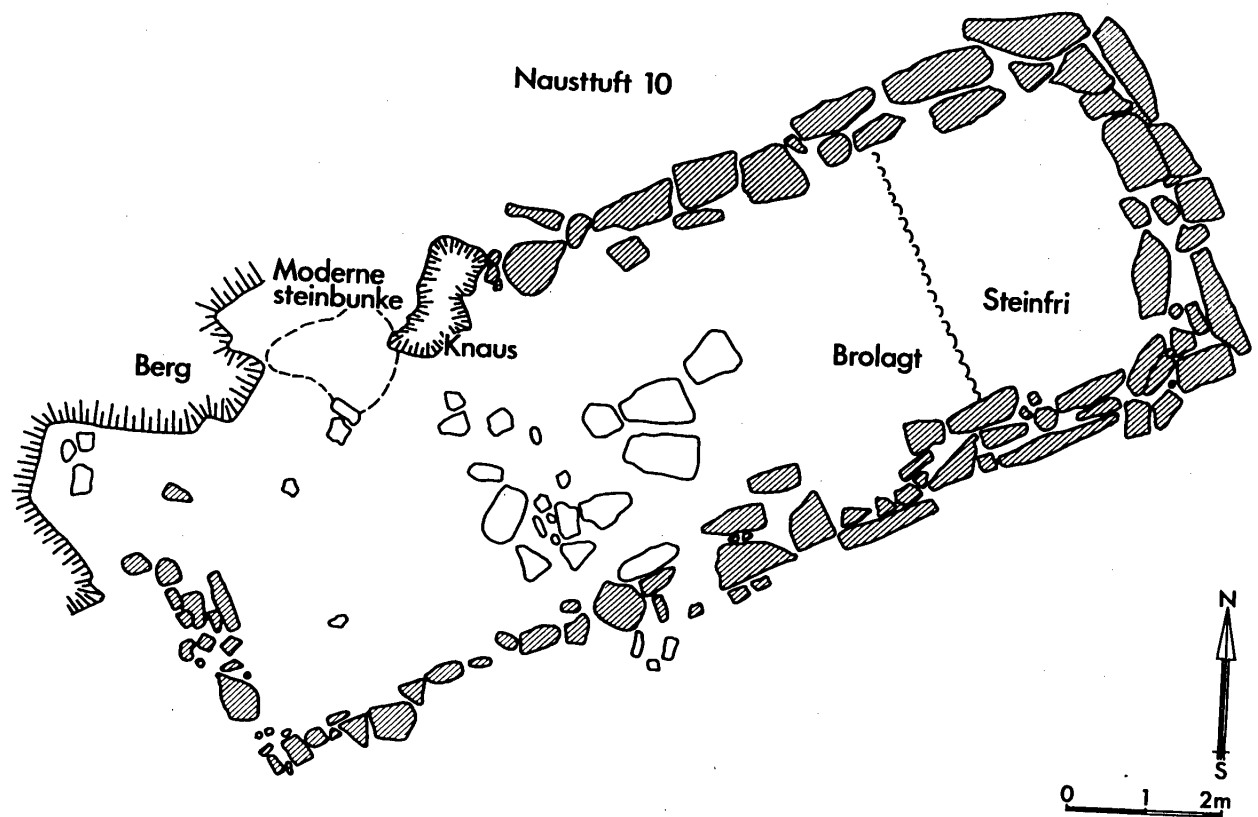 Nausttuft 10
Moderne
steinbunke
Knaus
Berg
Steinfri
Brolagt
N
S
0 1 2m